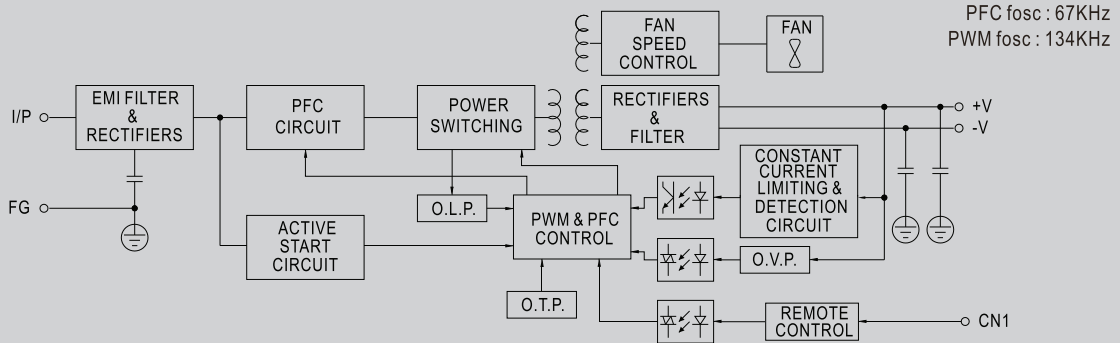 PFC fosc : 67KHz
PWM fosc : 134KHz
FAN
SPEED
CONTROL
FAN
I/P
EMI FILTER
&
RECTIFIERS
PFC
CIRCUIT
POWER
SWITCHING
RECTIFIERS
&
FILTER
+V
-V
FG
ACTIVE
START
CIRCUIT
O.L.P.
PWM & PFC
CONTROL
CONSTANT
CURRENT
LIMITING &
DETECTION
CIRCUIT
O.V.P.
O.T.P.
REMOTE
CONTROL
CN1